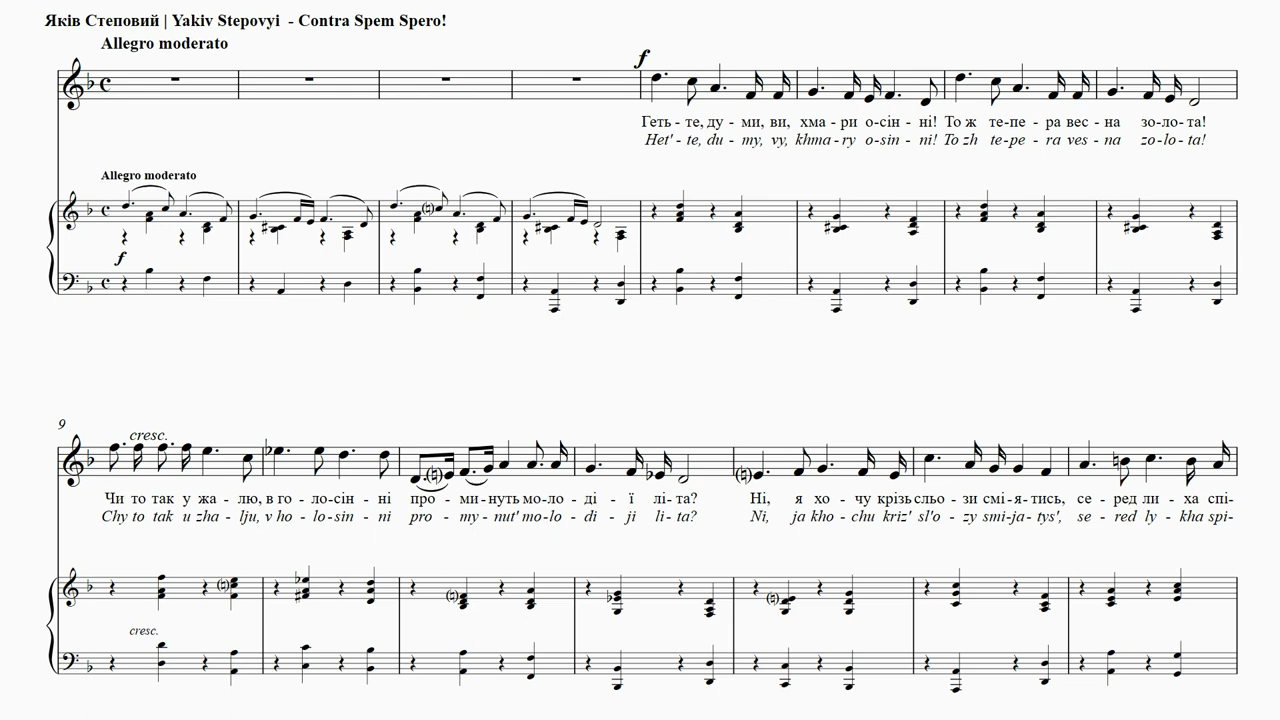 Яків Степовий | Yakiv Stepovyi - Contra Spem Spero!
Allegro moderato
f
Геть - те, ду - ми, ви, хма - ри о - сін - ні! То ж те - пе - ра вес - на зо - ло - та!
Het' - te, du - my, vy, khma - ry o - sin - ni! To zh te - pe - ra ves - na zo - lo - ta!
Allegro moderato
f
9
cresc.
Чи то так у жа - лю, в го - ло - сін - ні про - ми - нуть мо - ло - ді - ї лі - та? Ні, я хо - чу крізь сльо - зи смі - я - тись, се - ред ли - ха спі-
Chy to tak u zha - lju, v ho - lo - sin - ni pro - my - nut' mo - lo - di - ji li - ta? Ni, ja kho - chu kriz' sl'o - zy smi - ja - tys', se - red ly - kha spi-
cresc.